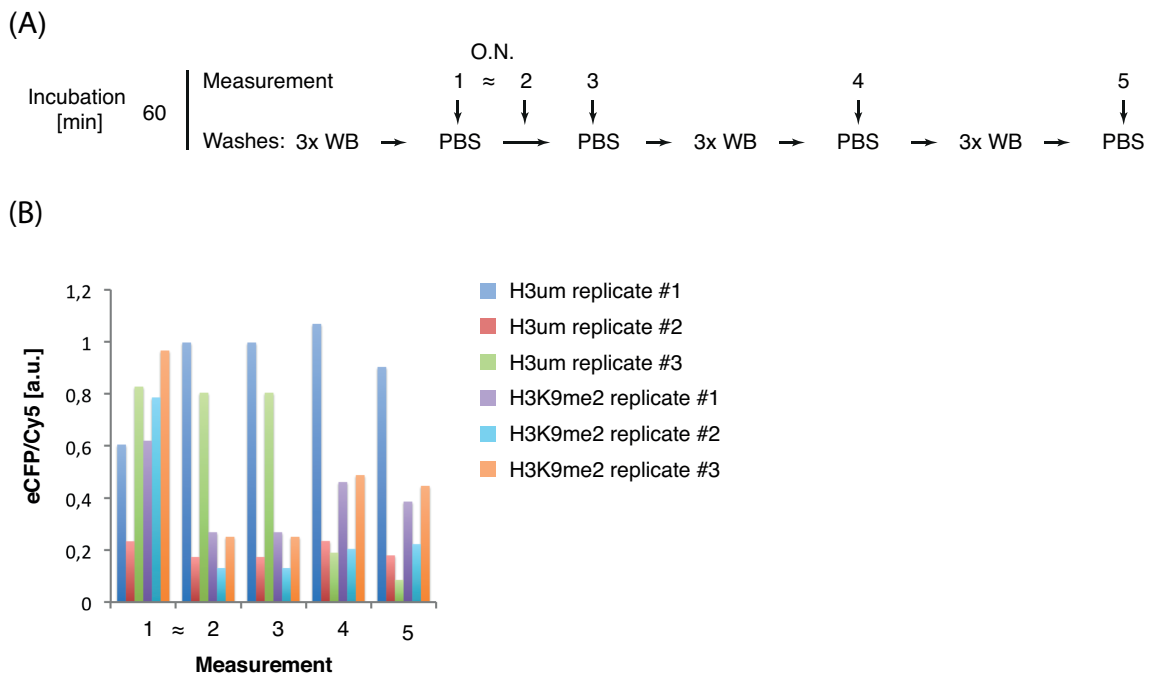 (A)
O.N.
Measurement 1 ≈ 2 3 4 5
Incubation
[min]
60
Washes: 3x WB PBS PBS 3x WB PBS 3x WB PBS
(B)
eCFP/Cy5 [a.u.]
1,2
1
0,8
0,6
0,4
0,2
0
1 ≈ 2 3 4 5
Measurement
H3um replicate #1
H3um replicate #2
H3um replicate #3
H3K9me2 replicate #1
H3K9me2 replicate #2
H3K9me2 replicate #3